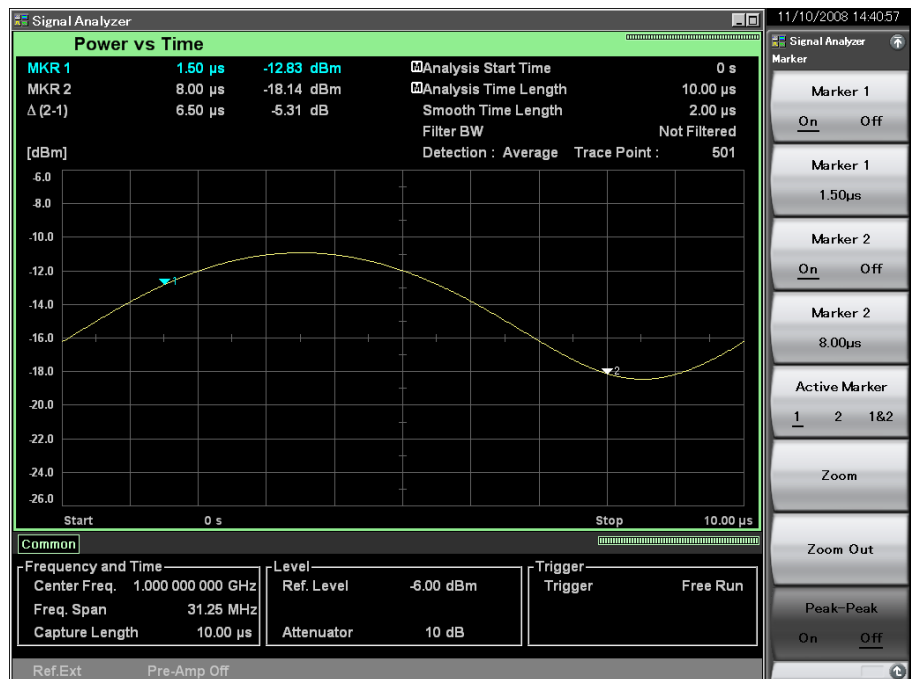 Signal Analyzer
Power vs Time
MKR 1 1.50 µs -12.83 dBm
MKR 2 8.00 µs -18.14 dBm
Δ (2-1) 6.50 µs -5.31 dB
M Analysis Start Time 0 s
M Analysis Time Length 10.00 µs
Smooth Time Length 2.00 µs
Filter BW Not Filtered
[dBm] Detection : Average Trace Point : 501
-6.0
-8.0
-10.0
-12.0
1
-14.0
-16.0
-18.0
2
-20.0
-22.0
-24.0
-26.0
Start 0 s Stop 10.00 µs
Common
Frequency and Time
Center Freq. 1.000 000 000 GHz
Freq. Span 31.25 MHz
Capture Length 10.00 µs
Level
Ref. Level -6.00 dBm
Attenuator 10 dB
Trigger
Trigger Free Run
Ref.Ext Pre-Amp Off
11/10/2008 14:40:57
Signal Analyzer
Marker
Marker 1
On Off
Marker 1
1.50µs
Marker 2
On Off
Marker 2
8.00µs
Active Marker
1 2 1&2
Zoom
Zoom Out
Peak-Peak
On Off